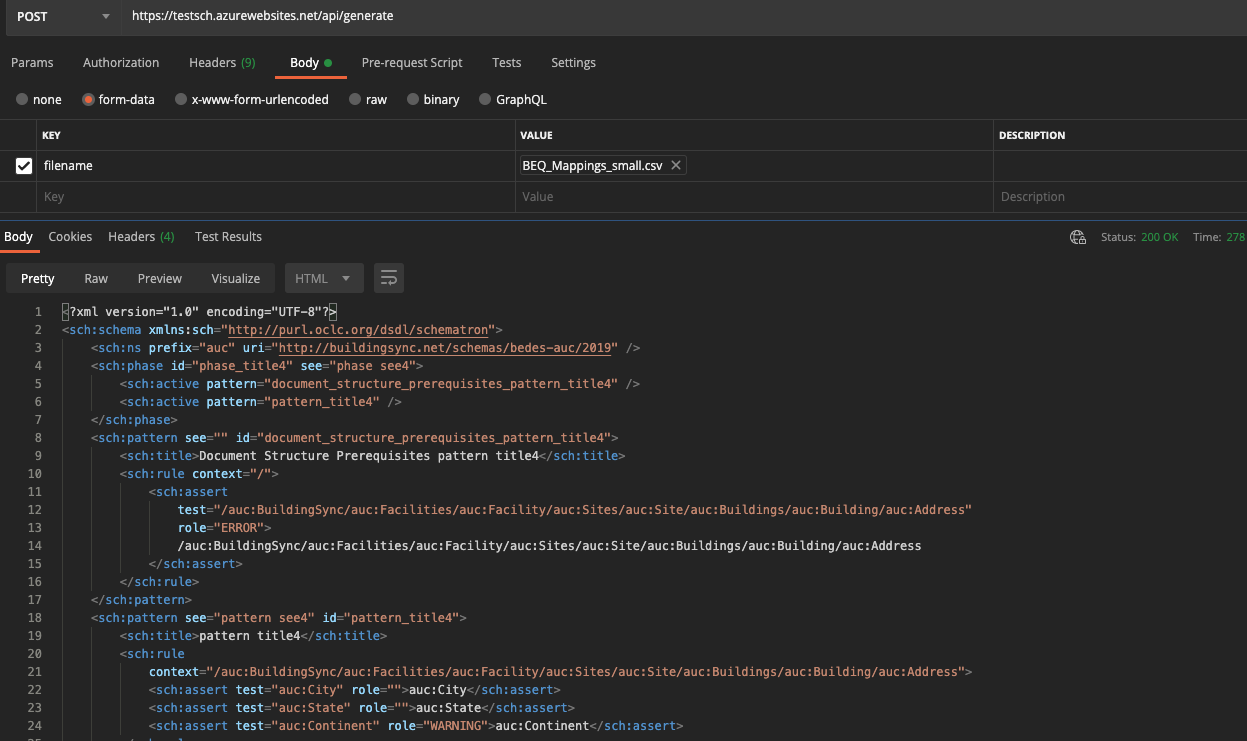 POST https://testsch.azurewebsites.net/api/generate
Params Authorization Headers (9) Body Pre-request Script Tests Settings
none form-data x-www-form-urlencoded raw binary GraphQL
KEY VALUE DESCRIPTION
filename BEQ_Mappings_small.csv
Key Value Description
Body Cookies Headers (4) Test Results Status: 200 OK Time: 278
Pretty Raw Preview Visualize HTML
1 <?xml version="1.0" encoding="UTF-8"?>
2 <sch:schema xmlns:sch="http://purl.oclc.org/dsdl/schematron">
3 <sch:ns prefix="auc" uri="http://buildingsync.net/schemas/bedes-auc/2019" />
4 <sch:phase id="phase_title4" see="phase see4">
5 <sch:active pattern="document_structure_prerequisites_pattern_title4" />
6 <sch:active pattern="pattern_title4" />
7 </sch:phase>
8 <sch:pattern see="" id="document_structure_prerequisites_pattern_title4">
9 <sch:title>Document Structure Prerequisites pattern title4</sch:title>
10 <sch:rule context="/">
11 <sch:assert
12 test="/auc:BuildingSync/auc:Facilities/auc:Facility/auc:Sites/auc:Site/auc:Buildings/auc:Building/auc:Address"
13 role="ERROR">
14 /auc:BuildingSync/auc:Facilities/auc:Facility/auc:Sites/auc:Site/auc:Buildings/auc:Building/auc:Address
15 </sch:assert>
16 </sch:rule>
17 </sch:pattern>
18 <sch:pattern see="pattern see4" id="pattern_title4">
19 <sch:title>pattern title4</sch:title>
20 <sch:rule
21 context="/auc:BuildingSync/auc:Facilities/auc:Facility/auc:Sites/auc:Site/auc:Buildings/auc:Building/auc:Address">
22 <sch:assert test="auc:City" role="">auc:City</sch:assert>
23 <sch:assert test="auc:State" role="">auc:State</sch:assert>
24 <sch:assert test="auc:Continent" role="WARNING">auc:Continent</sch:assert>